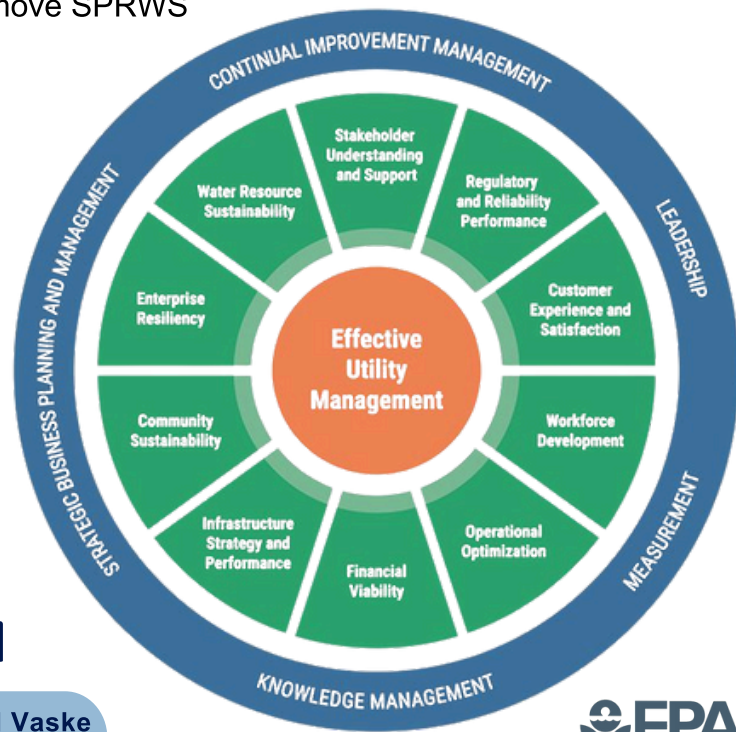 move SPRWS
CONTINUAL IMPROVEMENT MANAGEMENT
LEADERSHIP
MEASUREMENT
KNOWLEDGE MANAGEMENT
STRATEGIC BUSINESS PLANNING AND MANAGEMENT
Stakeholder
Understanding
and Support
Regulatory
and Reliability
Performance
Customer
Experience and
Satisfaction
Workforce
Development
Operational
Optimization
Financial
Viability
Infrastructure
Strategy and
Performance
Community
Sustainability
Enterprise
Resiliency
Water Resource
Sustainability
Effective
Utility
Management
Vaske
EPA